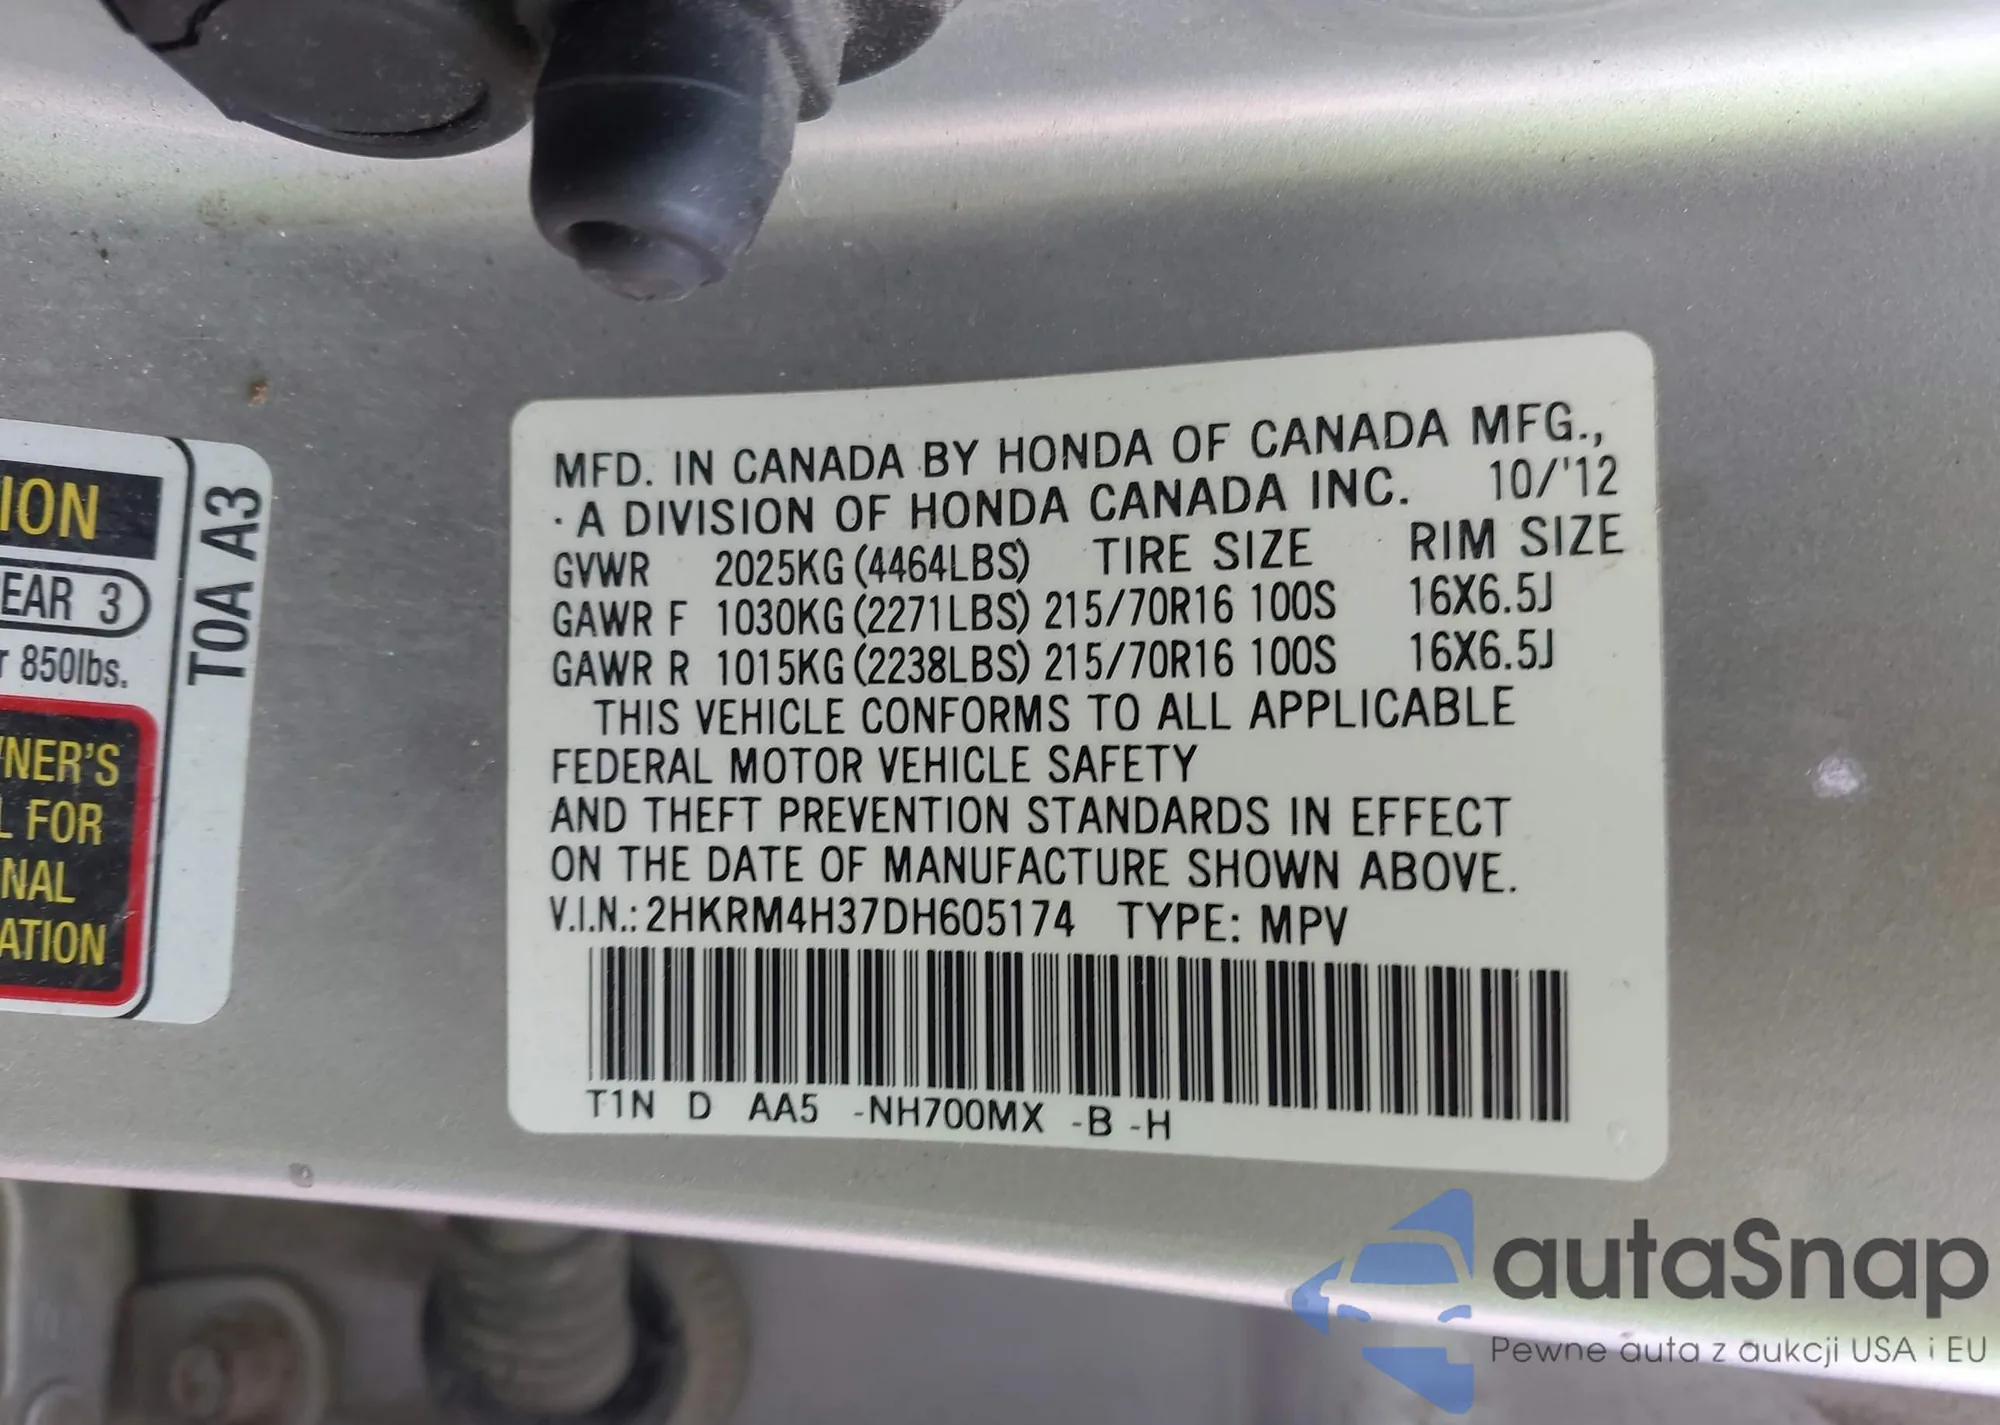 ION
EAR 3
850lbs.
NER'S
L FOR
NAL
ATION
T0A A3
MFD. IN CANADA BY HONDA OF CANADA MFG.,
A DIVISION OF HONDA CANADA INC. 10/'12
GVWR 2025KG (4464LBS) TIRE SIZE RIM SIZE
GAWR F 1030KG (2271LBS) 215/70R16 100S 16X6.5J
GAWR R 1015KG (2238LBS) 215/70R16 100S 16X6.5J
THIS VEHICLE CONFORMS TO ALL APPLICABLE
FEDERAL MOTOR VEHICLE SAFETY
AND THEFT PREVENTION STANDARDS IN EFFECT
ON THE DATE OF MANUFACTURE SHOWN ABOVE.
V.I.N.: 2HKRM4H37DH605174 TYPE: MPV
T1N D AA5 -NH700MX -B -H
autaSnap
Pewne auta z aukcji USA i EU